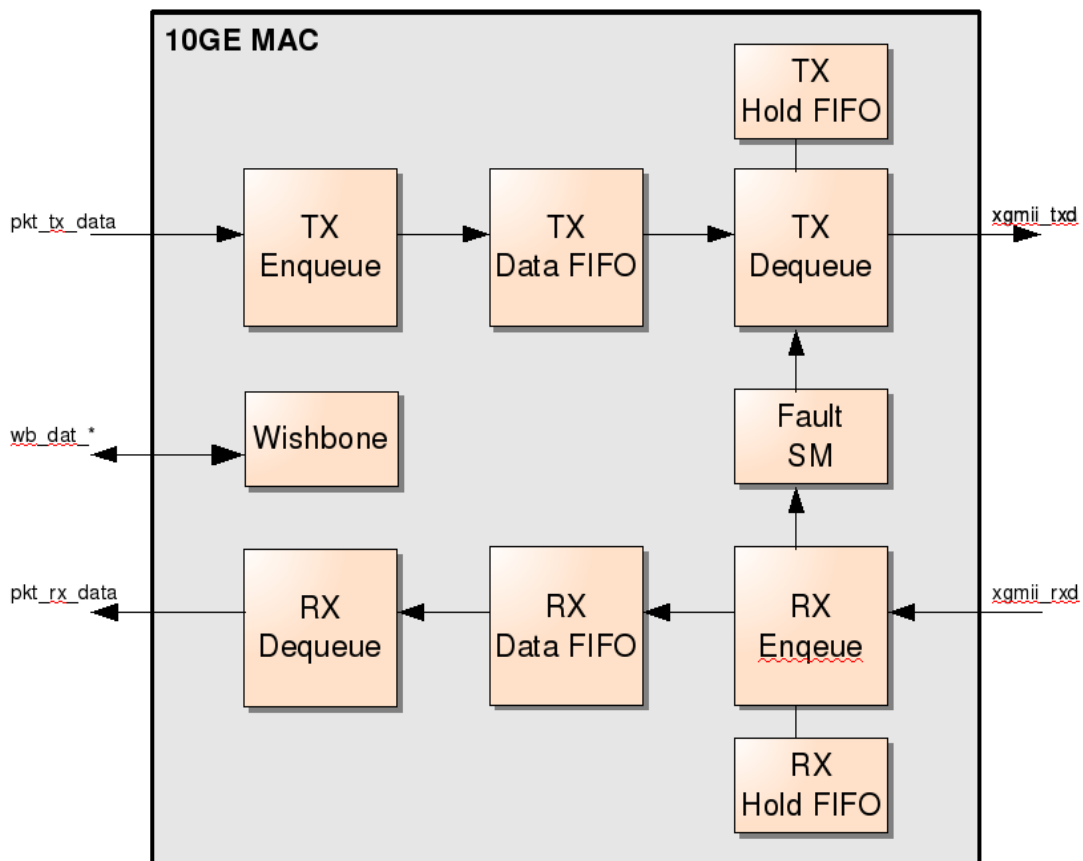 10GE MAC
TX
Hold FIFO
pkt_tx_data
TX
Enqueue
TX
Data FIFO
TX
Dequeue
xgmii_txd
wb_dat_*
Wishbone
Fault
SM
pkt_rx_data
RX
Dequeue
RX
Data FIFO
RX
Enqeue
xgmii_rxd
RX
Hold FIFO